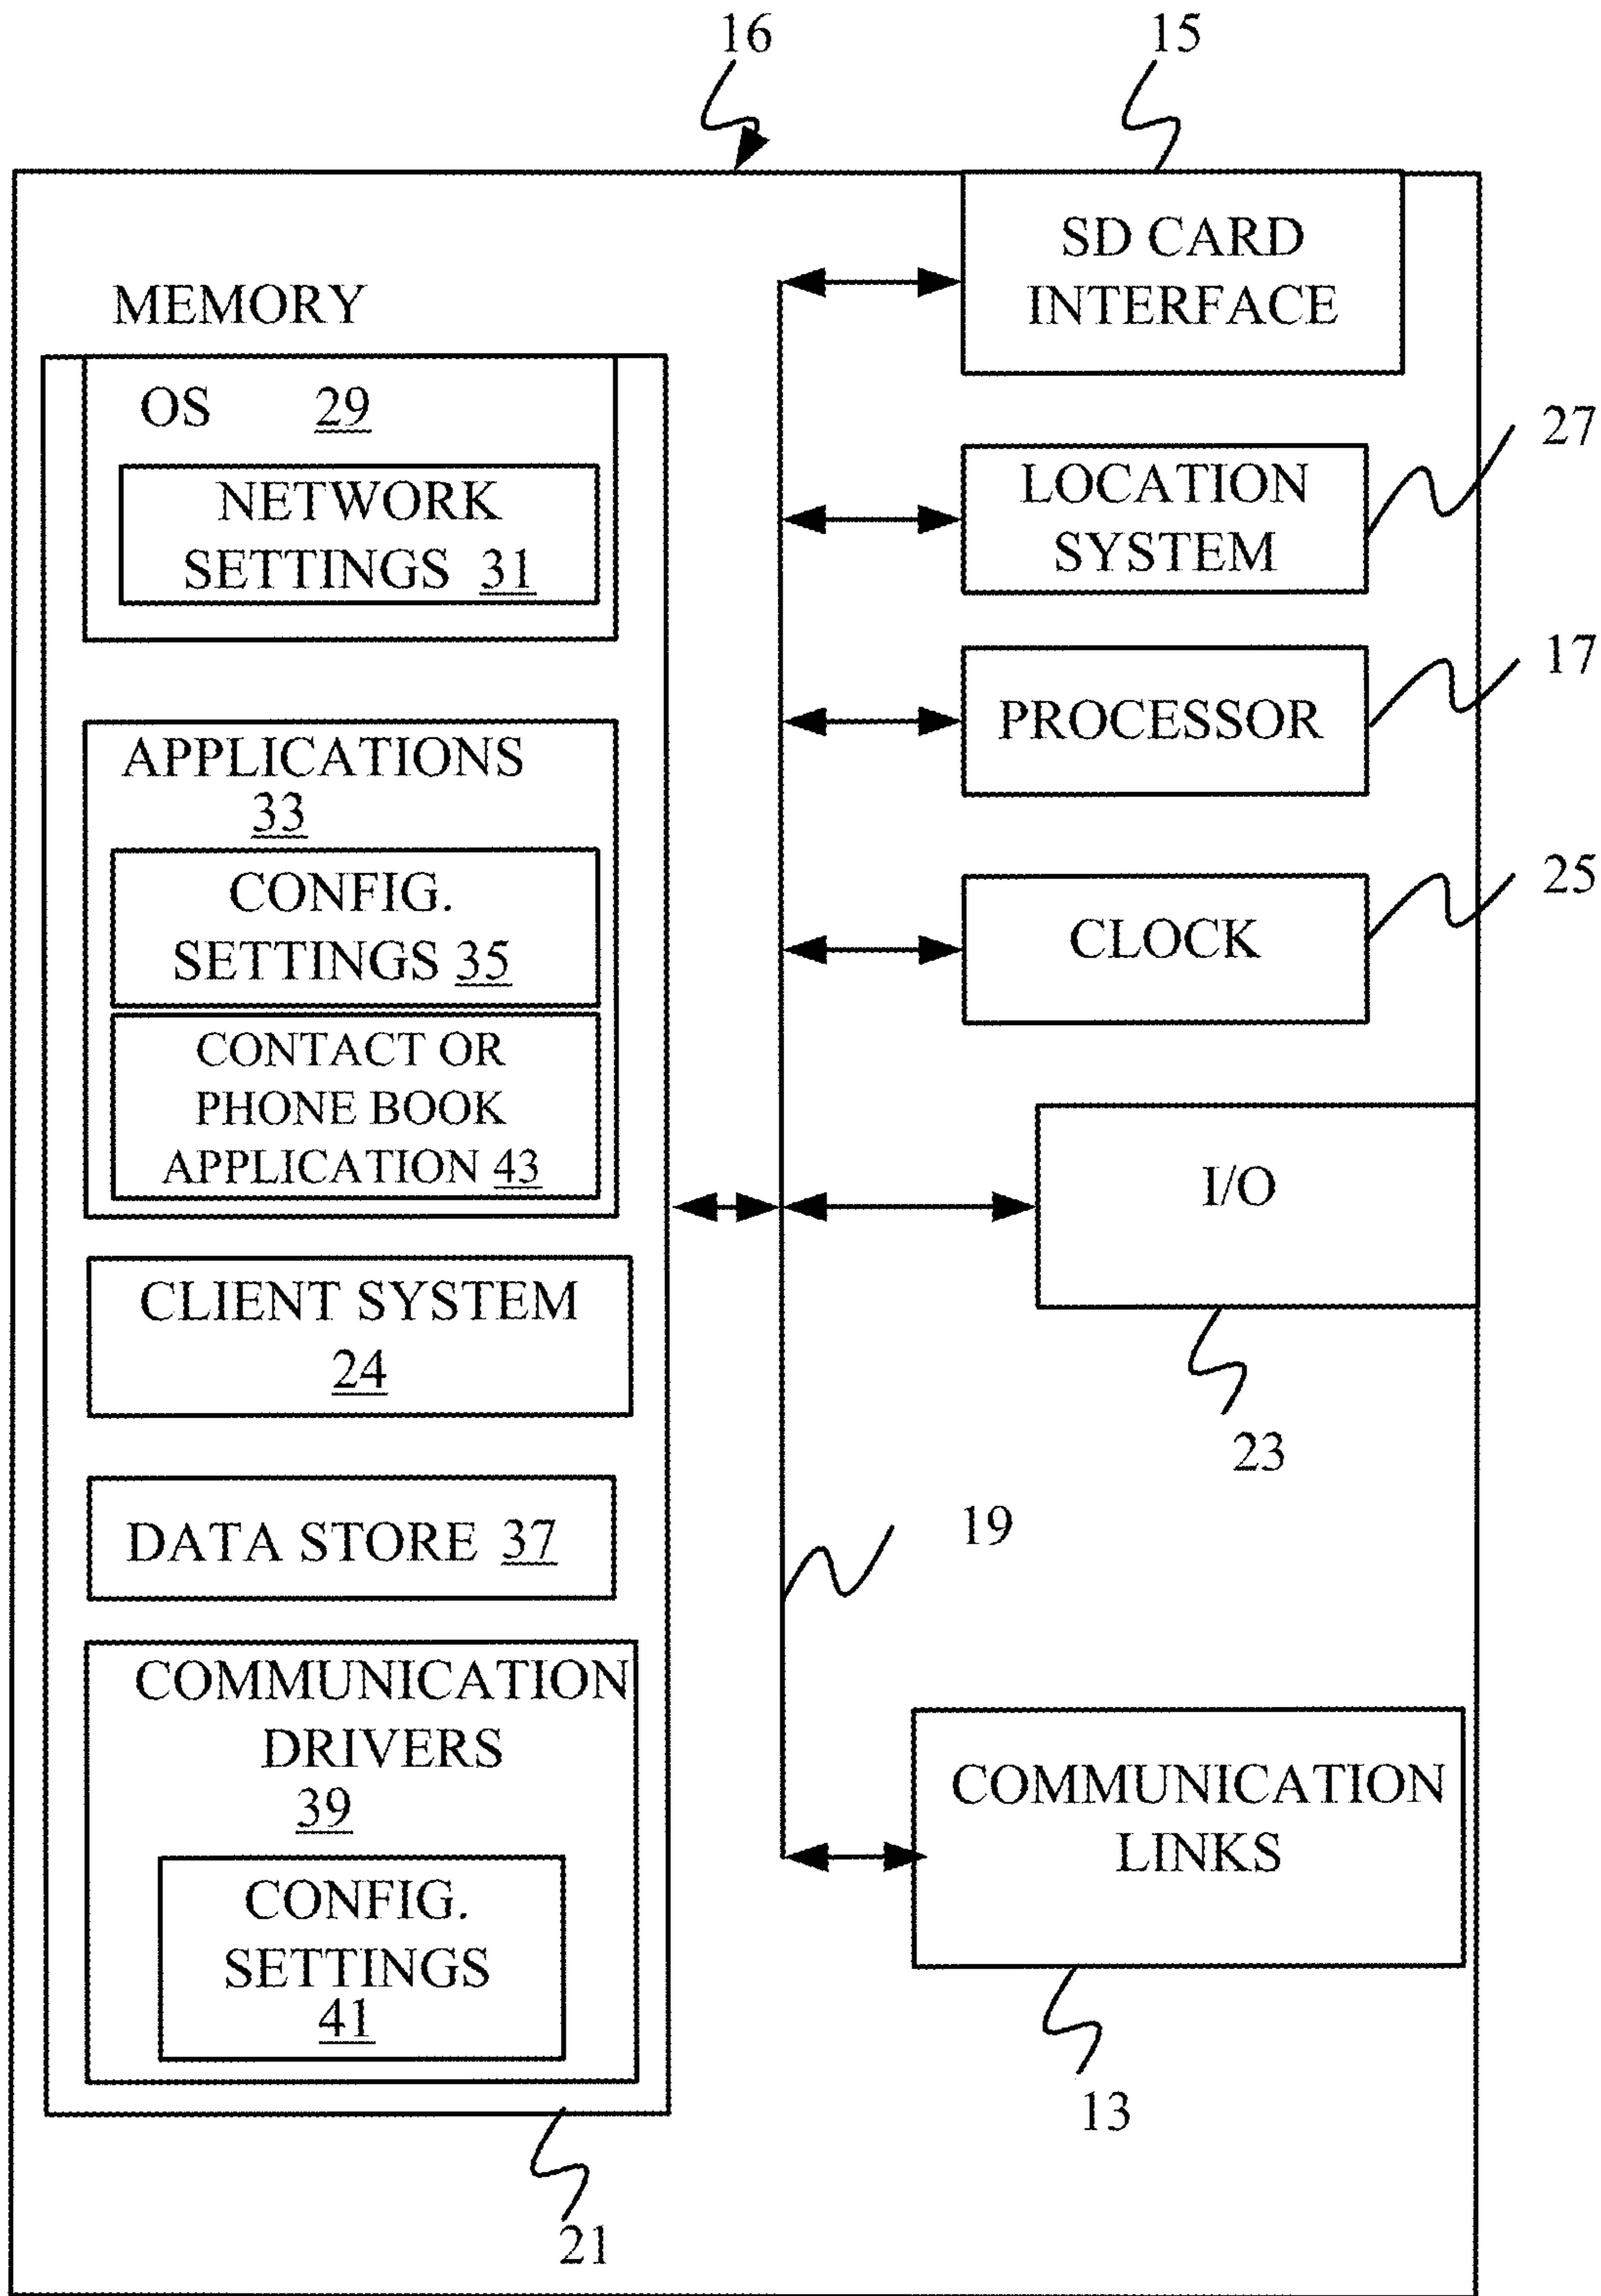 16
15
SD CARD
INTERFACE
MEMORY
OS 29
NETWORK
SETTINGS 31
27
LOCATION
SYSTEM
17
PROCESSOR
APPLICATIONS
33
CONFIG.
SETTINGS 35
25
CLOCK
CONTACT OR
PHONE BOOK
APPLICATION 43
I/O
23
CLIENT SYSTEM
24
19
DATA STORE 37
COMMUNICATION
DRIVERS
39
CONFIG.
SETTINGS
41
COMMUNICATION
LINKS
13
21